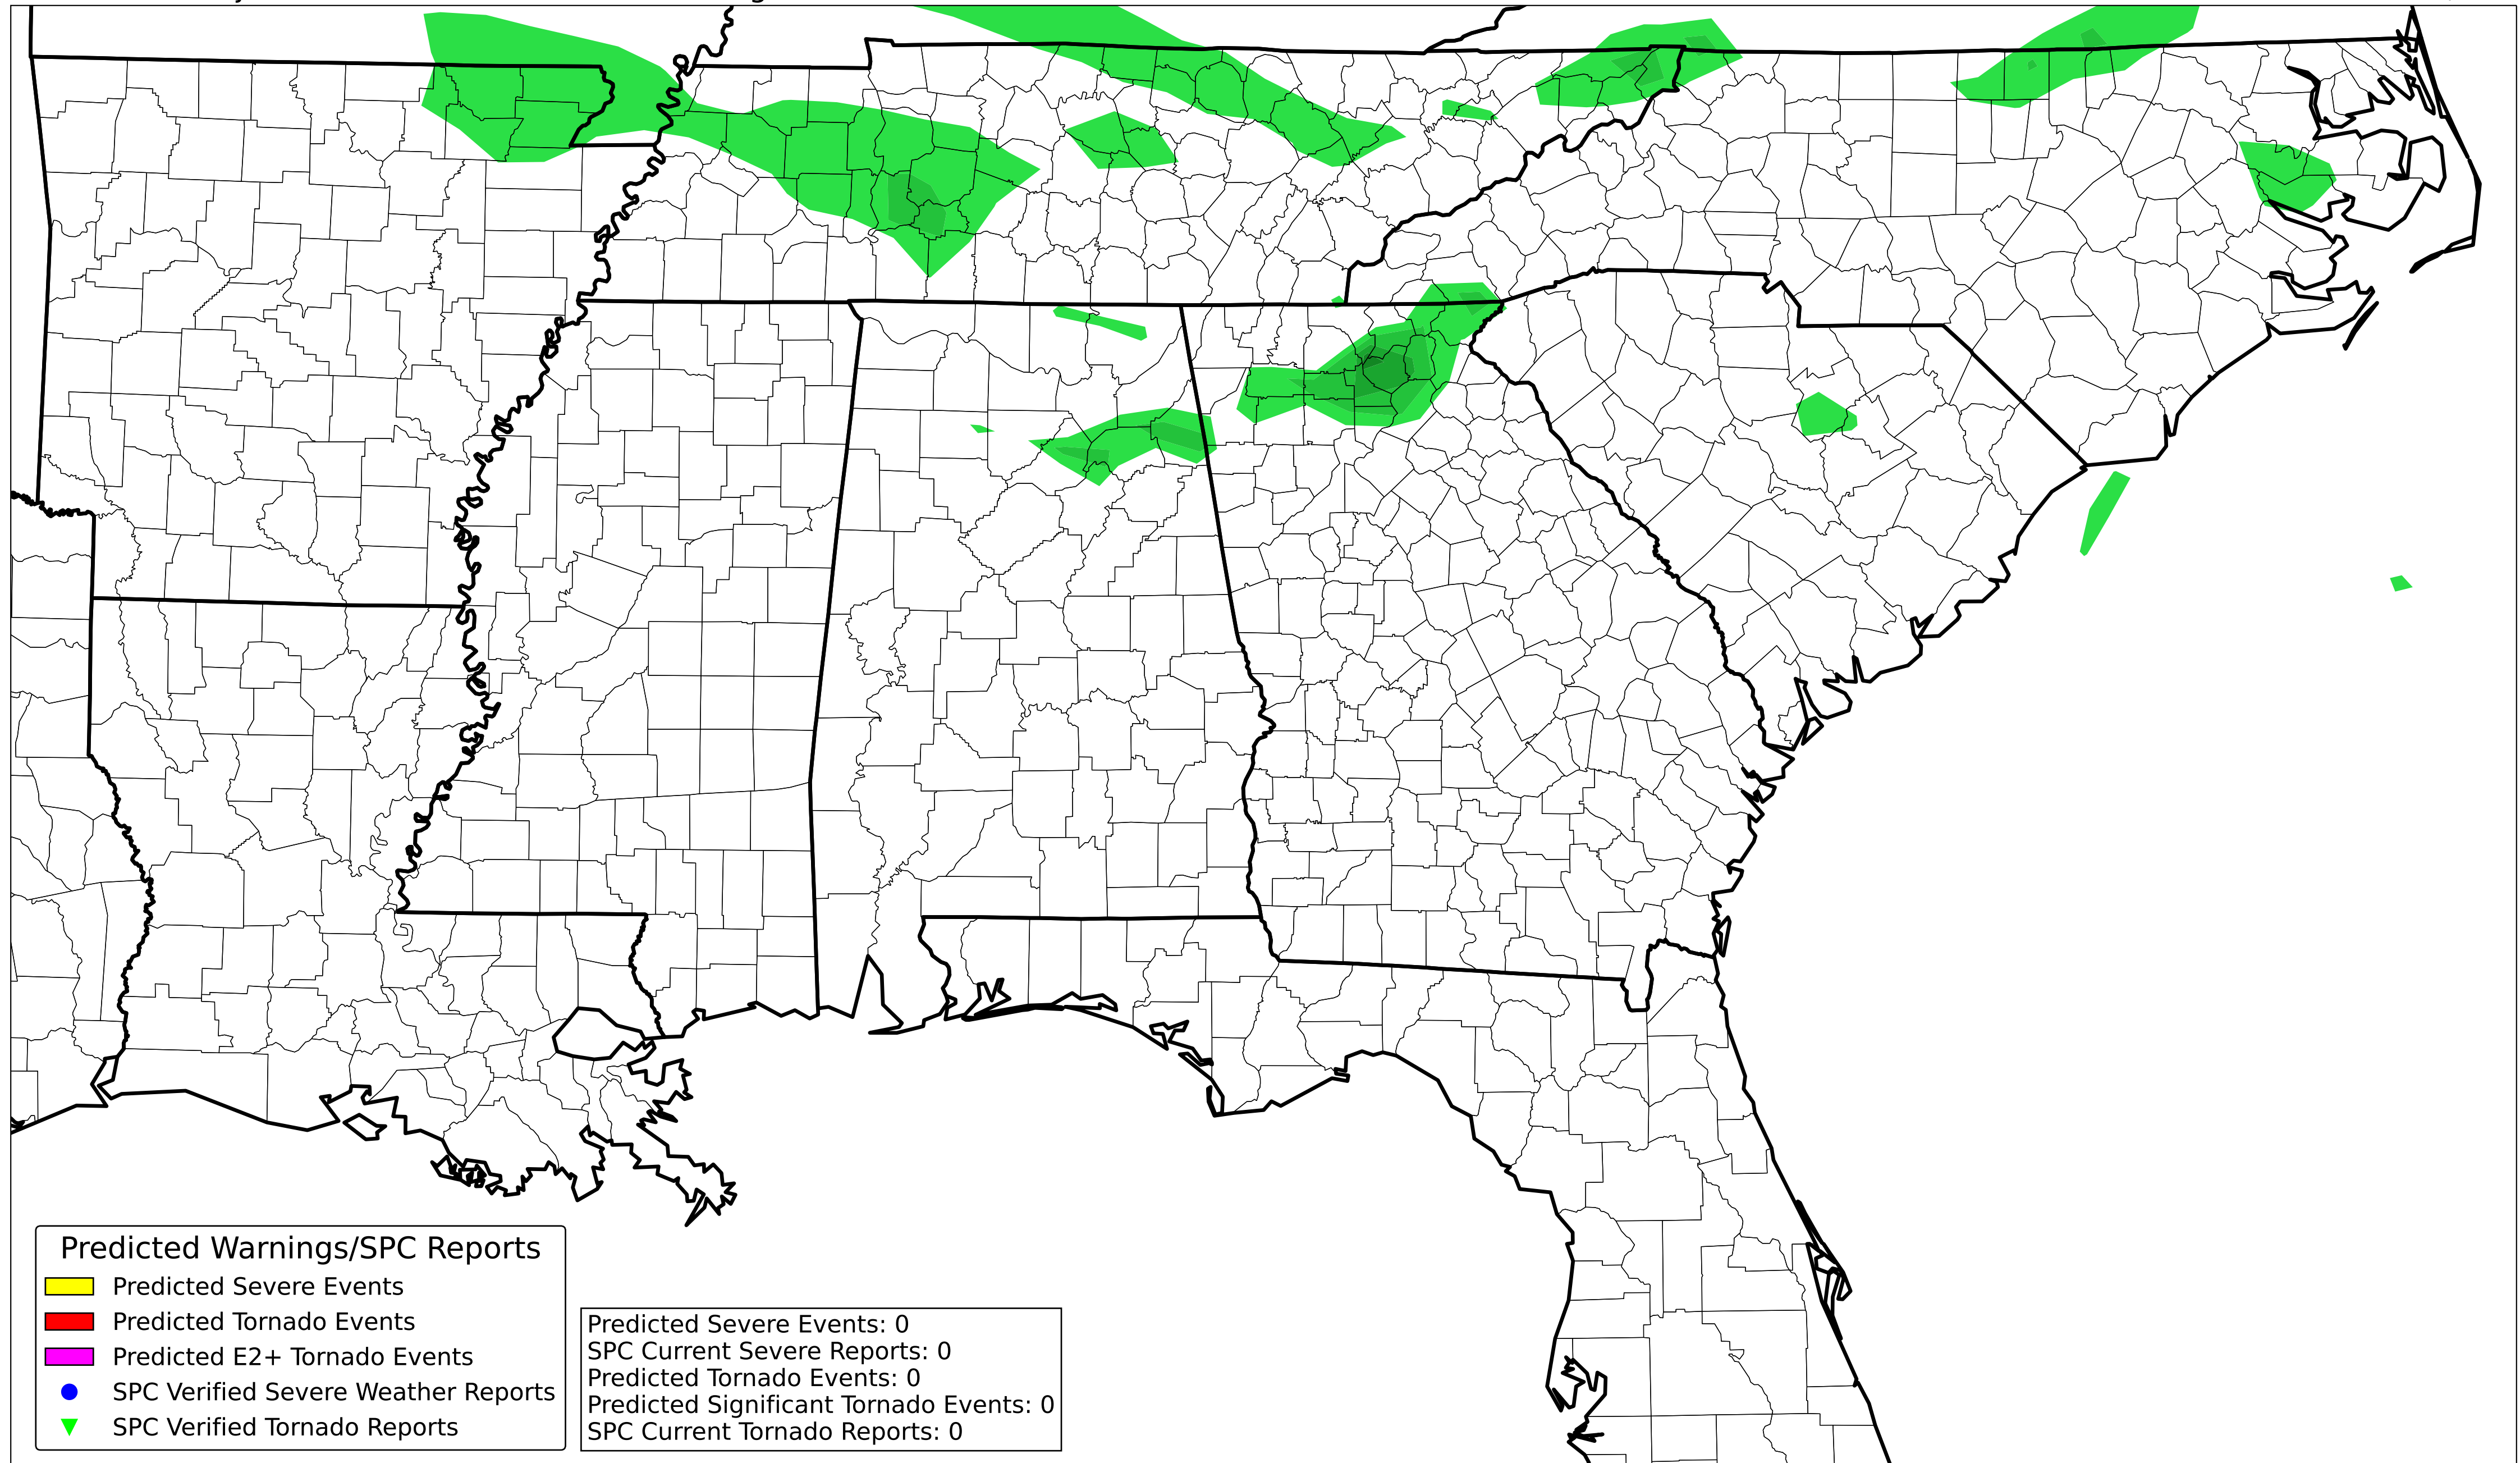 Predicted Warnings/SPC Reports
Predicted Severe Events
Predicted Tornado Events
Predicted E2+ Tornado Events
SPC Verified Severe Weather Reports
SPC Verified Tornado Reports
Predicted Severe Events: 0
SPC Current Severe Reports: 0
Predicted Tornado Events: 0
Predicted Significant Tornado Events: 0
SPC Current Tornado Reports: 0